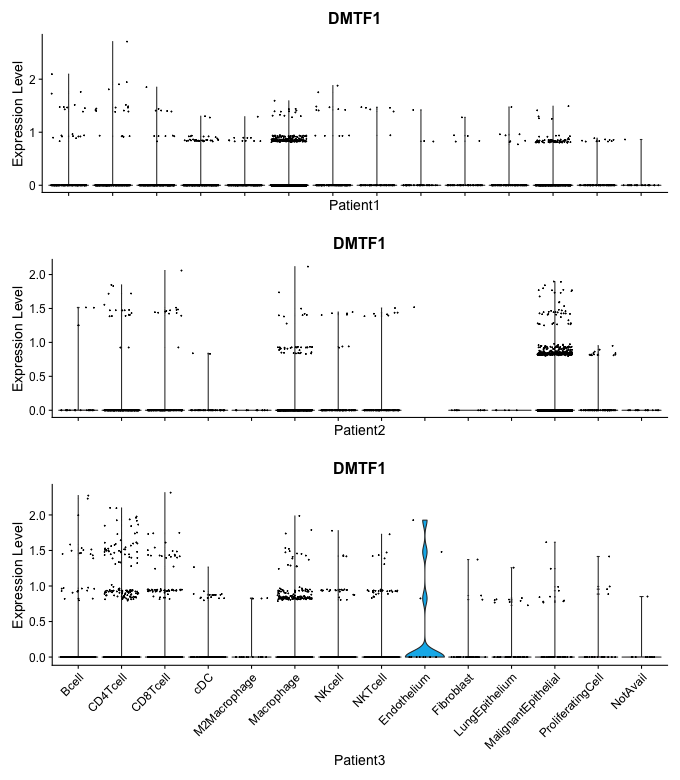 DMTF1
Expression Level
2
1
0
Patient1
DMTF1
Expression Level
2.0
1.5
1.0
0.5
0.0
Patient2
DMTF1
Expression Level
2.0
1.5
1.0
0.5
0.0
Bcell
CD4Tcell
CD8Tcell
cDC
M2Macrophage
Macrophage
NKcell
NKTcell
Endothelium
Fibroblast
LungEpithelium
MalignantEpithelial
ProliferatingCell
NotAvail
Patient3